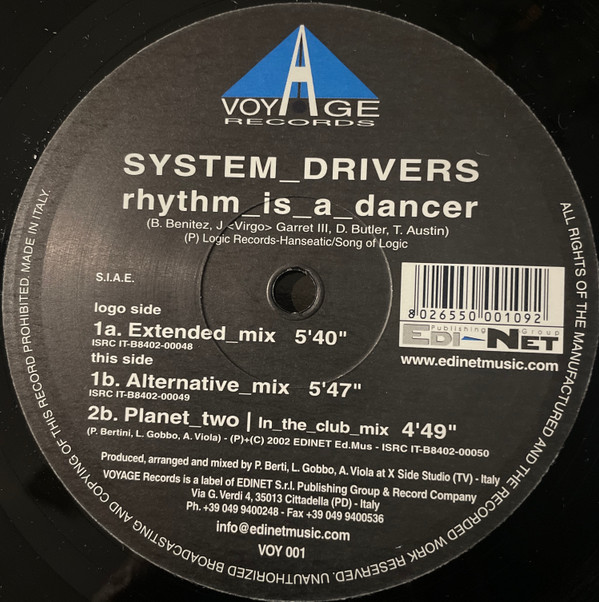 VOYAGE
RECORDS
SYSTEM_DRIVERS
rhythm_is_a_dancer
(B. Benitez, J. <Virgo> Garret III, D. Butler, T. Austin)
(P) Logic Records-Hanseatic/Song of Logic
S.I.A.E.
8 026550 001092
EDI-NET
Publishing Group
www.edinetmusic.com
logo side
1a. Extended_mix 5'40"
ISRC IT-B8402-00048
this side
1b. Alternative_mix 5'47"
ISRC IT-B8402-00049
2b. Planet_two | In_the_club_mix 4'49"
(P. Bertini, L. Gobbo, A. Viola) - (P)+(C) 2002 EDINET Ed.Mus - ISRC IT-B8402-00050
Produced, arranged and mixed by P. Berti, L. Gobbo, A. Viola at X Side Studio (TV) - Italy
VOYAGE Records is a label of EDINET S.r.l. Publishing Group & Record Company
Via G. Verdi 4, 35013 Cittadella (PD) - Italy
Ph. +39 049 9400248 - Fax +39 049 9400536
info@edinetmusic.com
VOY 001
ALL RIGHTS OF THE MANUFACTURED AND THE RECORDED WORK RESERVED. UNAUTHORIZED BROADCASTING AND COPYING OF THIS RECORD PROHIBITED. MADE IN ITALY.